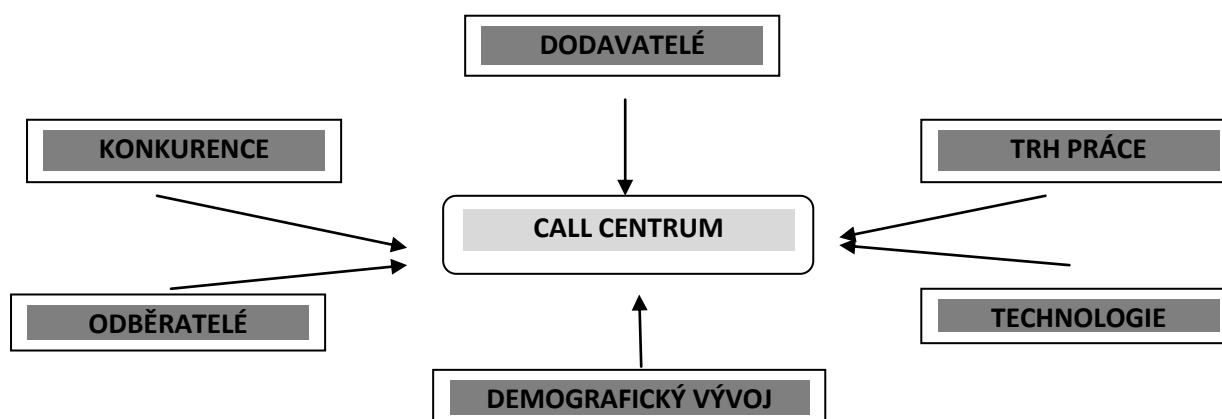 DODAVATELÉ
KONKURENCE
TRH PRÁCE
CALL CENTRUM
ODBĚRATELÉ
TECHNOLOGIE
DEMOGRAFICKÝ VÝVOJ